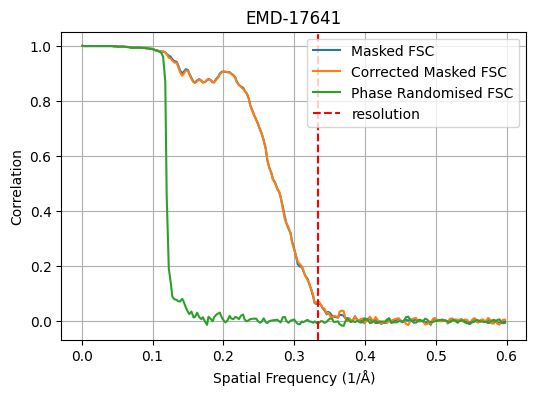 EMD-17641
Masked FSC
Corrected Masked FSC
Phase Randomised FSC
resolution
1.0
0.8
0.6
0.4
0.2
0.0
Correlation
0.0 0.1 0.2 0.3 0.4 0.5 0.6
Spatial Frequency (1/Å)